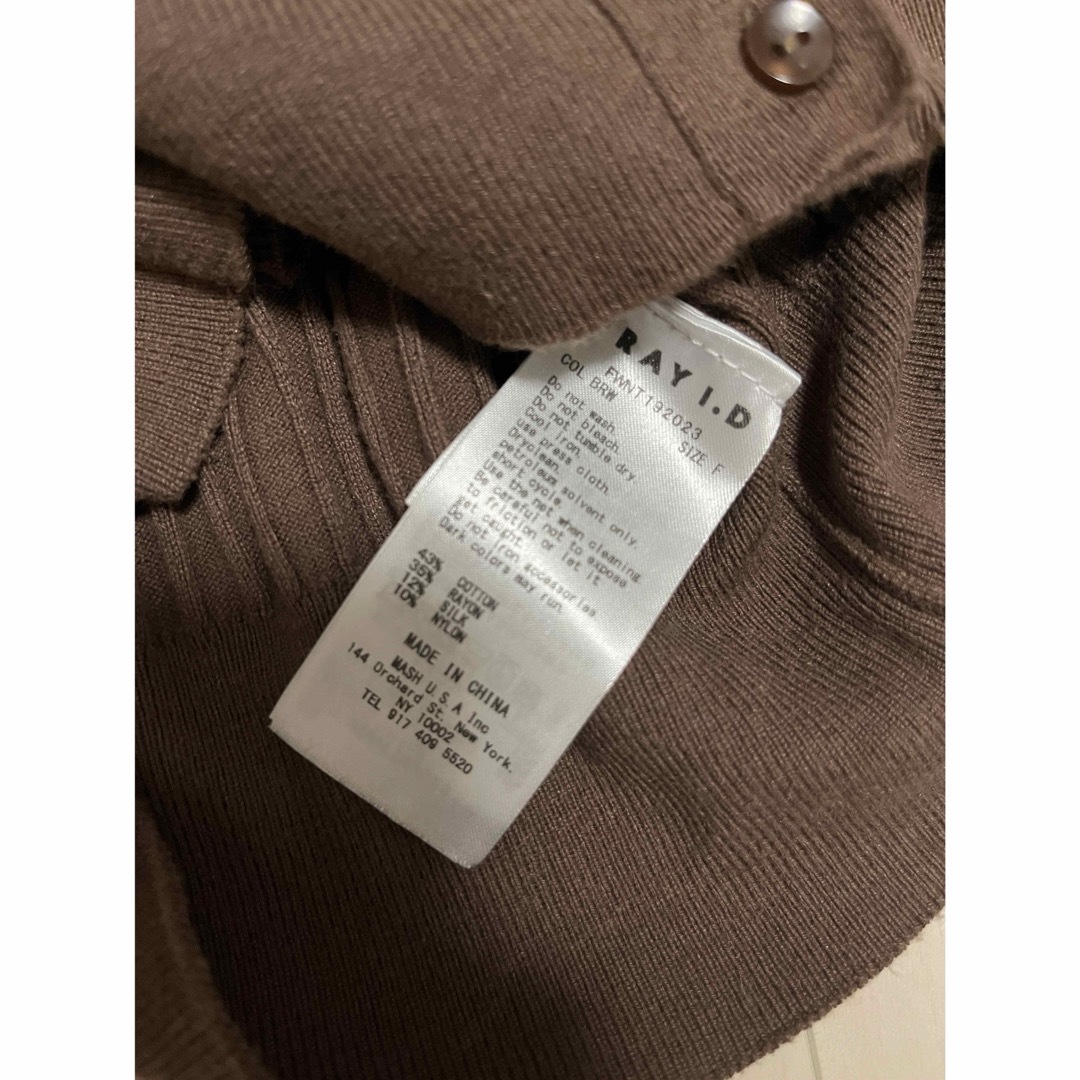 RAY I.D
FWNT192023
COL BRW SIZE F
Do not wash.
Do not bleach.
Do not tumble dry.
Cool iron.
use press cloth.
Dryclean.
petroleum solvent only.
short cycle.
Use the net when cleaning.
Be careful not to expose
to friction or let it
get caught.
Do not iron accessories.
Dark colors may run.
43% COTTON
35% RAYON
12% SILK
10% NYLON
MADE IN CHINA
MASH U.S.A Inc
144 Orchard St. New York.
NY 10002
TEL 917 409 5520